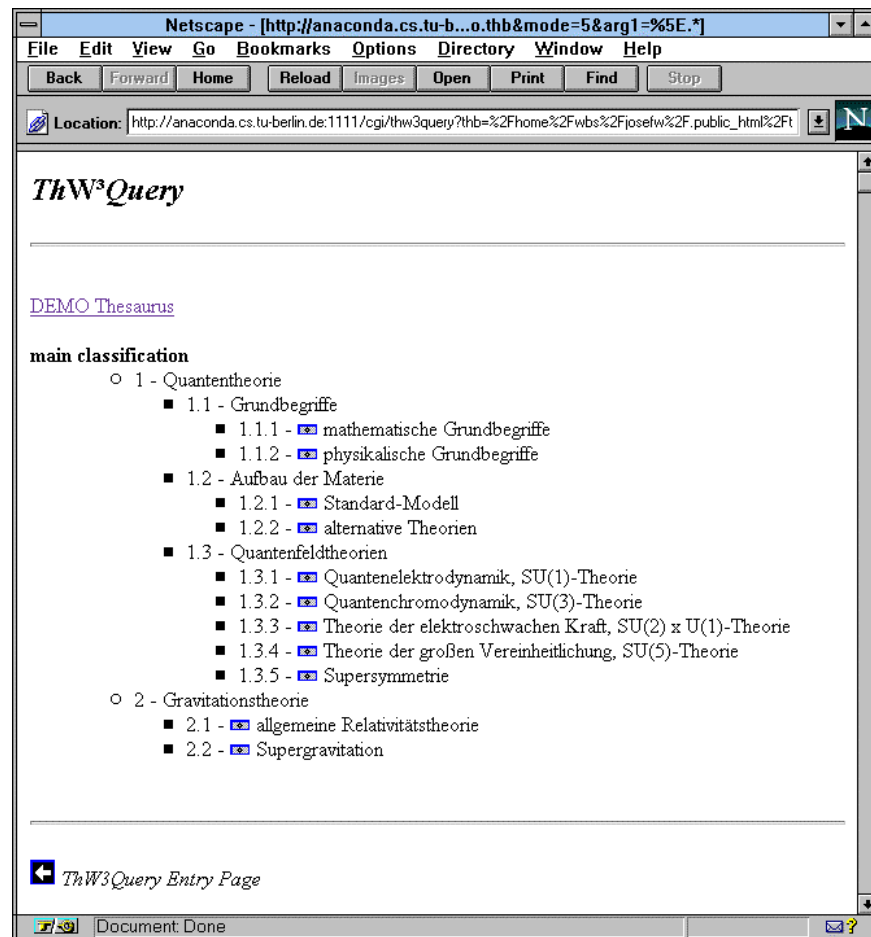 Netscape - [http://anaconda.cs.tu-b...o.thb&mode=5&arg1=%5E.*]
File Edit View Go Bookmarks Options Directory Window Help
Back Forward Home Reload Images Open Print Find Stop
Location: http://anaconda.cs.tu-berlin.de:1111/cgi/thw3query?thb=%2Fhome%2Fwbs%2Fjosefw%2F.public_html%2Ft
N
ThW³Query
DEMO Thesaurus
main classification
1 - Quantentheorie
1.1 - Grundbegriffe
1.1.1 - mathematische Grundbegriffe
1.1.2 - physikalische Grundbegriffe
1.2 - Aufbau der Materie
1.2.1 - Standard-Modell
1.2.2 - alternative Theorien
1.3 - Quantenfeldtheorien
1.3.1 - Quantenelektrodynamik, SU(1)-Theorie
1.3.2 - Quantenchromodynamik, SU(3)-Theorie
1.3.3 - Theorie der elektroschwachen Kraft, SU(2) x U(1)-Theorie
1.3.4 - Theorie der großen Vereinheitlichung, SU(5)-Theorie
1.3.5 - Supersymmetrie
2 - Gravitationstheorie
2.1 - allgemeine Relativitätstheorie
2.2 - Supergravitation
ThW3Query Entry Page
Document: Done
?